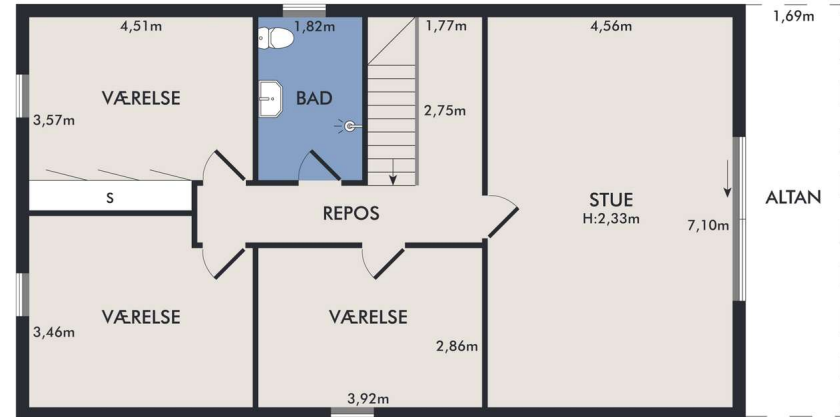 4,51m
1,82m
1,77m
4,56m
1,69m
VÆRELSE
BAD
2,75m
3,57m
S
REPOS
STUE
H:2,33m
7,10m
ALTAN
VÆRELSE
VÆRELSE
3,46m
2,86m
3,92m